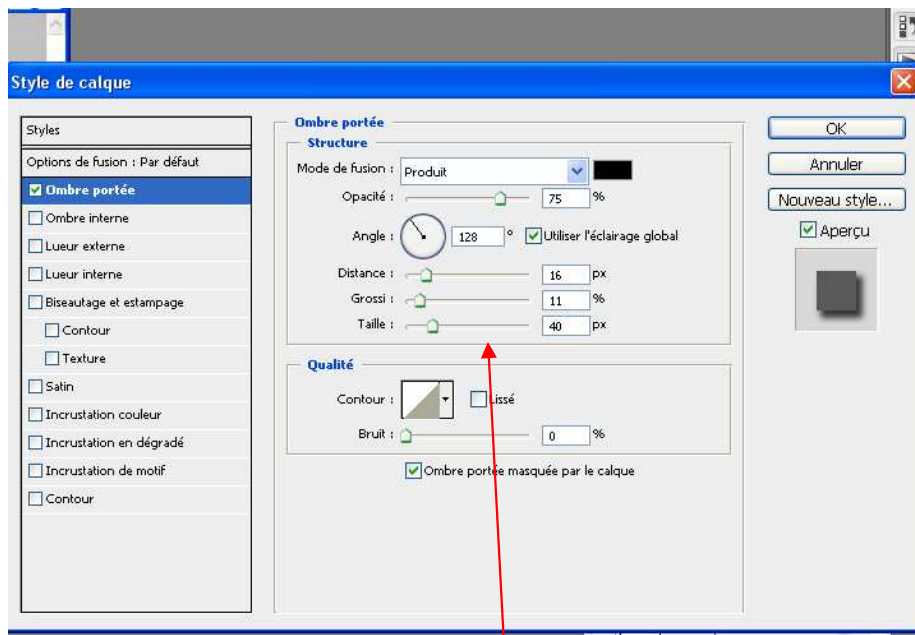 Style de calque
Styles
Options de fusion : Par défaut
Ombre portée
Ombre interne
Lueur externe
Lueur interne
Biseautage et estampage
Contour
Texture
Satin
Incrustation couleur
Incrustation en dégradé
Incrustation de motif
Contour
Ombre portée
Structure
Mode de fusion : Produit
Opacité : 75 %
Angle : 128 ° Utiliser l'éclairage global
Distance : 16 px
Grossi : 11 %
Taille : 40 px
Qualité
Contour : Lissé
Bruit : 0 %
Ombre portée masquée par le calque
OK
Annuler
Nouveau style...
Aperçu